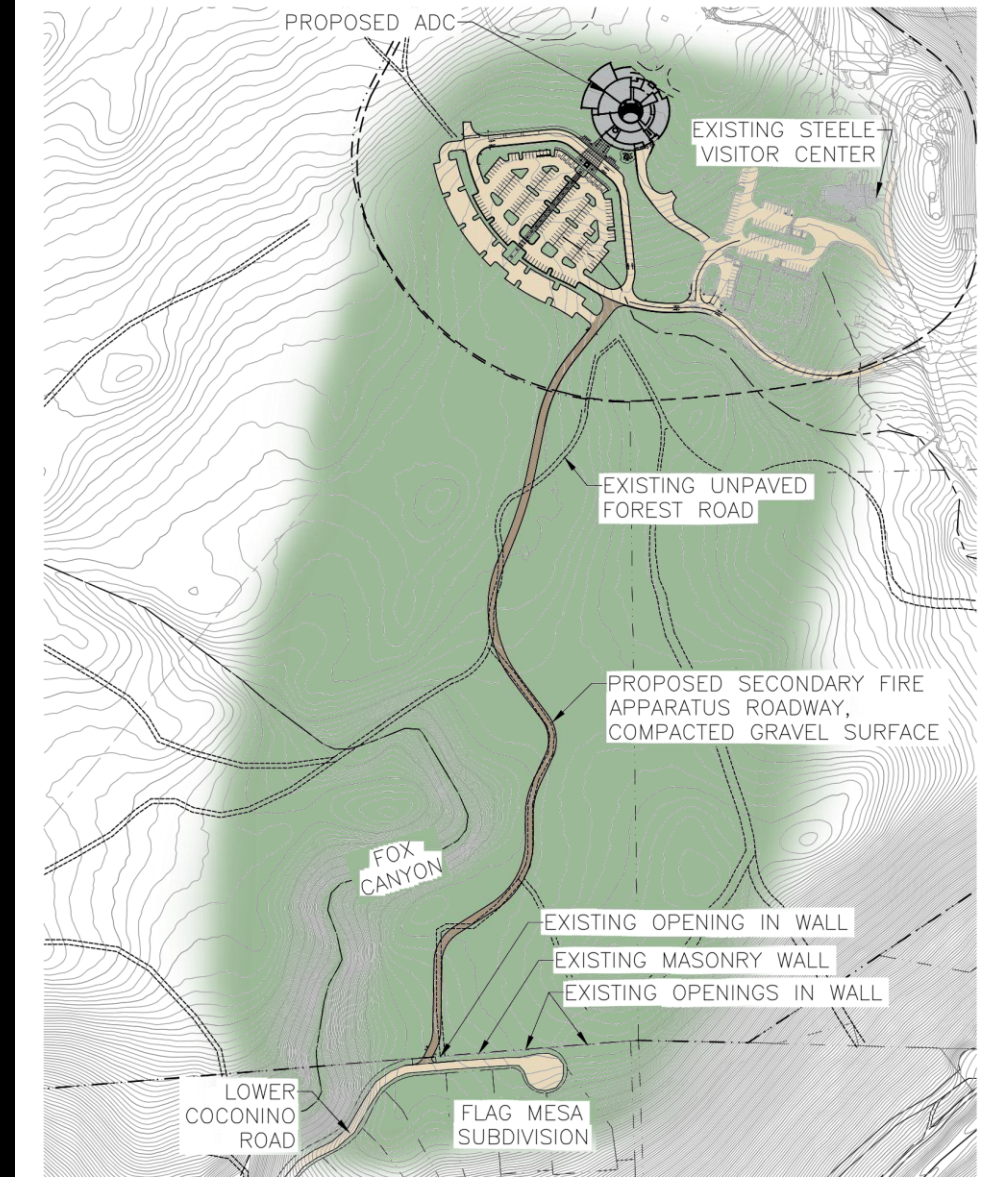 PROPOSED ADC
EXISTING STEELE
VISITOR CENTER
EXISTING UNPAVED
FOREST ROAD
PROPOSED SECONDARY FIRE
APPARATUS ROADWAY,
COMPACTED GRAVEL SURFACE
FOX
CANYON
EXISTING OPENING IN WALL
EXISTING MASONRY WALL
EXISTING OPENINGS IN WALL
LOWER
COCONINO
ROAD
FLAG MESA
SUBDIVISION